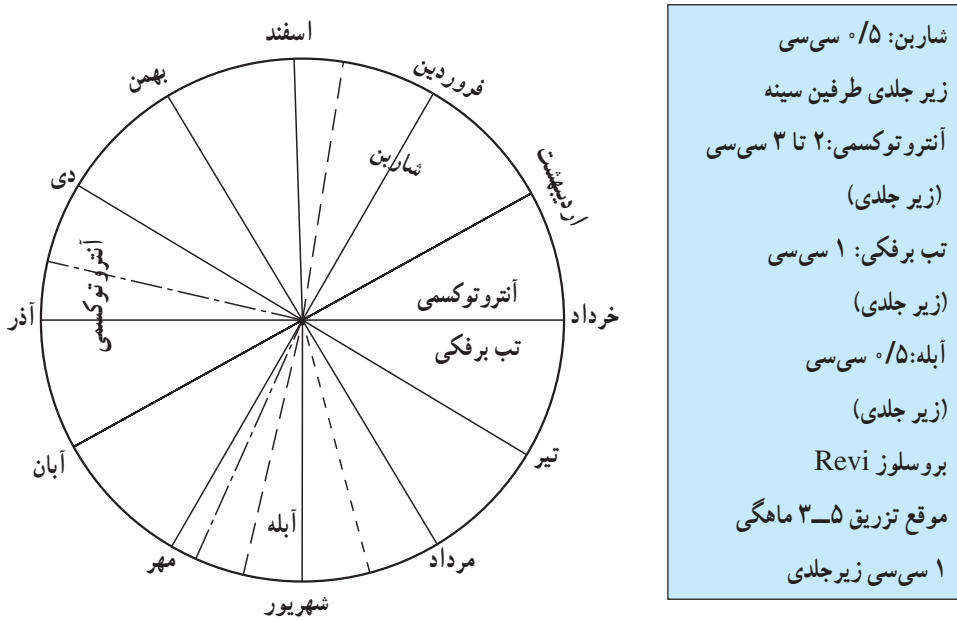 اسفند
فروردین
اردیبهشت
خرداد
تیر
مرداد
شهریور
مهر
آبان
آذر
دی
بهمن
شاربن
آنتروتوکسمی
تب برفکی
آبله
آنتروتوکسمی
شاربن: ۰/۵ سی‌سی
زیر جلدی طرفین سینه
آنتروتوکسمی:۲ تا ۳ سی‌سی
(زیر جلدی)
تب برفکی: ۱ سی‌سی
(زیر جلدی)
آبله:۰/۵ سی‌سی
(زیر جلدی)
بروسلوز Revi
موقع تزریق ۵ــ۳ ماهگی
۱ سی‌سی زیرجلدی